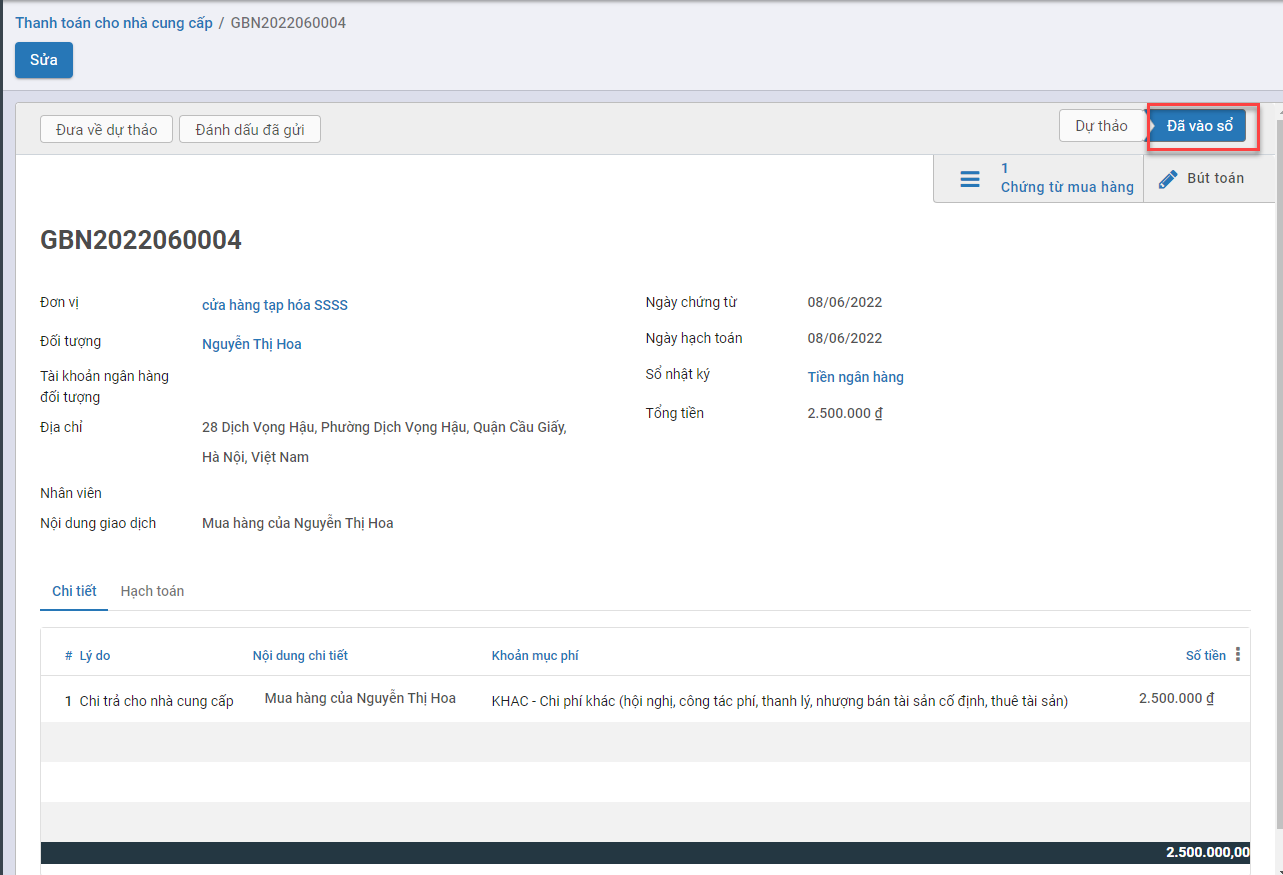 Thanh toán cho nhà cung cấp / GBN2022060004
Sửa
Đưa về dự thảo
Đánh dấu đã gửi
Dự thảo
Đã vào sổ
1
Chứng từ mua hàng
Bút toán
GBN2022060004
Đơn vị
cửa hàng tạp hóa SSSS
Đối tượng
Nguyễn Thị Hoa
Tài khoản ngân hàng
đối tượng
Địa chỉ
28 Dịch Vọng Hậu, Phường Dịch Vọng Hậu, Quận Cầu Giấy,
Hà Nội, Việt Nam
Nhân viên
Nội dung giao dịch
Mua hàng của Nguyễn Thị Hoa
Ngày chứng từ
08/06/2022
Ngày hạch toán
08/06/2022
Sổ nhật ký
Tiền ngân hàng
Tổng tiền
2.500.000 ₫
Chi tiết
Hạch toán
# Lý do
Nội dung chi tiết
Khoản mục phí
Số tiền
1 Chi trả cho nhà cung cấp
Mua hàng của Nguyễn Thị Hoa
KHAC - Chi phí khác (hội nghị, công tác phí, thanh lý, nhượng bán tài sản cố định, thuê tài sản)
2.500.000 ₫
2.500.000,00